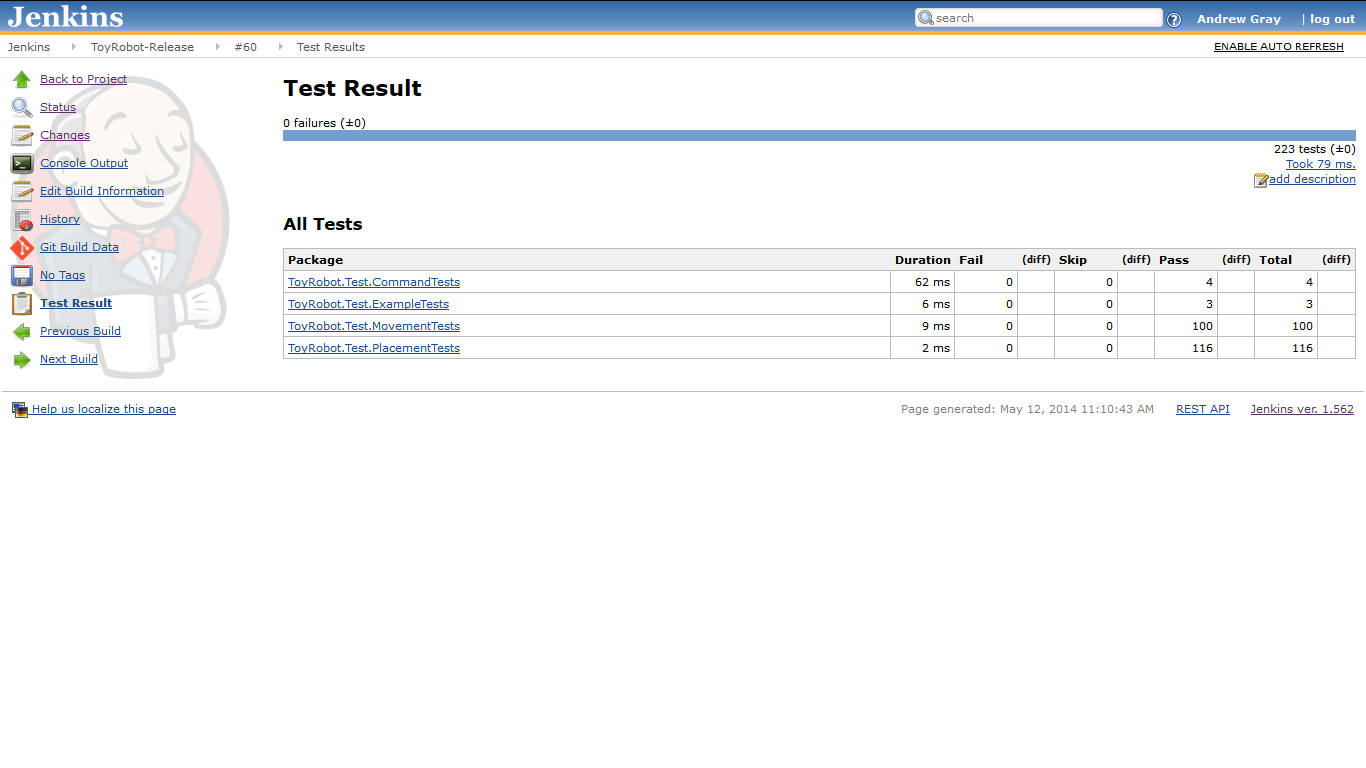 Jenkins
search
?
Andrew Gray | log out
Jenkins ToyRobot-Release #60 Test Results
ENABLE AUTO REFRESH
Back to Project
Status
Changes
Console Output
Edit Build Information
History
Git Build Data
No Tags
Test Result
Previous Build
Next Build
Test Result
0 failures (±0)
223 tests (±0)
Took 79 ms.
add description
All Tests
Package Duration Fail (diff) Skip (diff) Pass (diff) Total (diff)
ToyRobot.Test.CommandTests 62 ms 0 0 4 4
ToyRobot.Test.ExampleTests 6 ms 0 0 3 3
ToyRobot.Test.MovementTests 9 ms 0 0 100 100
ToyRobot.Test.PlacementTests 2 ms 0 0 116 116
Help us localize this page
Page generated: May 12, 2014 11:10:43 AM REST API Jenkins ver. 1.562